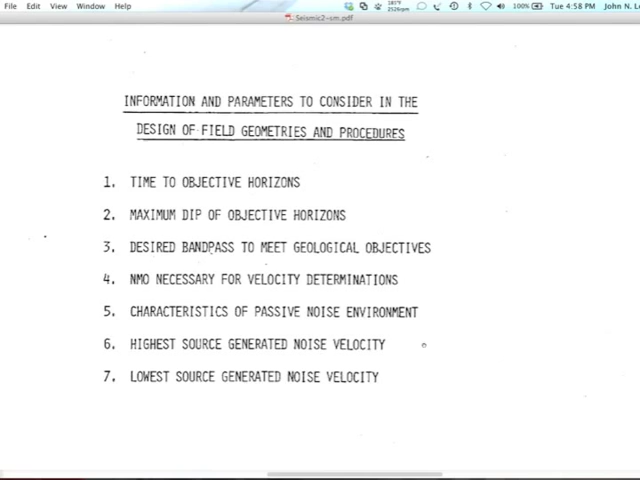 File Edit View Window Help
100% Tue 4:58 PM John N. L
Seismic2-sm.pdf
INFORMATION AND PARAMETERS TO CONSIDER IN THE
DESIGN OF FIELD GEOMETRIES AND PROCEDURES
1. TIME TO OBJECTIVE HORIZONS
2. MAXIMUM DIP OF OBJECTIVE HORIZONS
3. DESIRED BANDPASS TO MEET GEOLOGICAL OBJECTIVES
4. NMO NECESSARY FOR VELOCITY DETERMINATIONS
5. CHARACTERISTICS OF PASSIVE NOISE ENVIRONMENT
6. HIGHEST SOURCE GENERATED NOISE VELOCITY
7. LOWEST SOURCE GENERATED NOISE VELOCITY